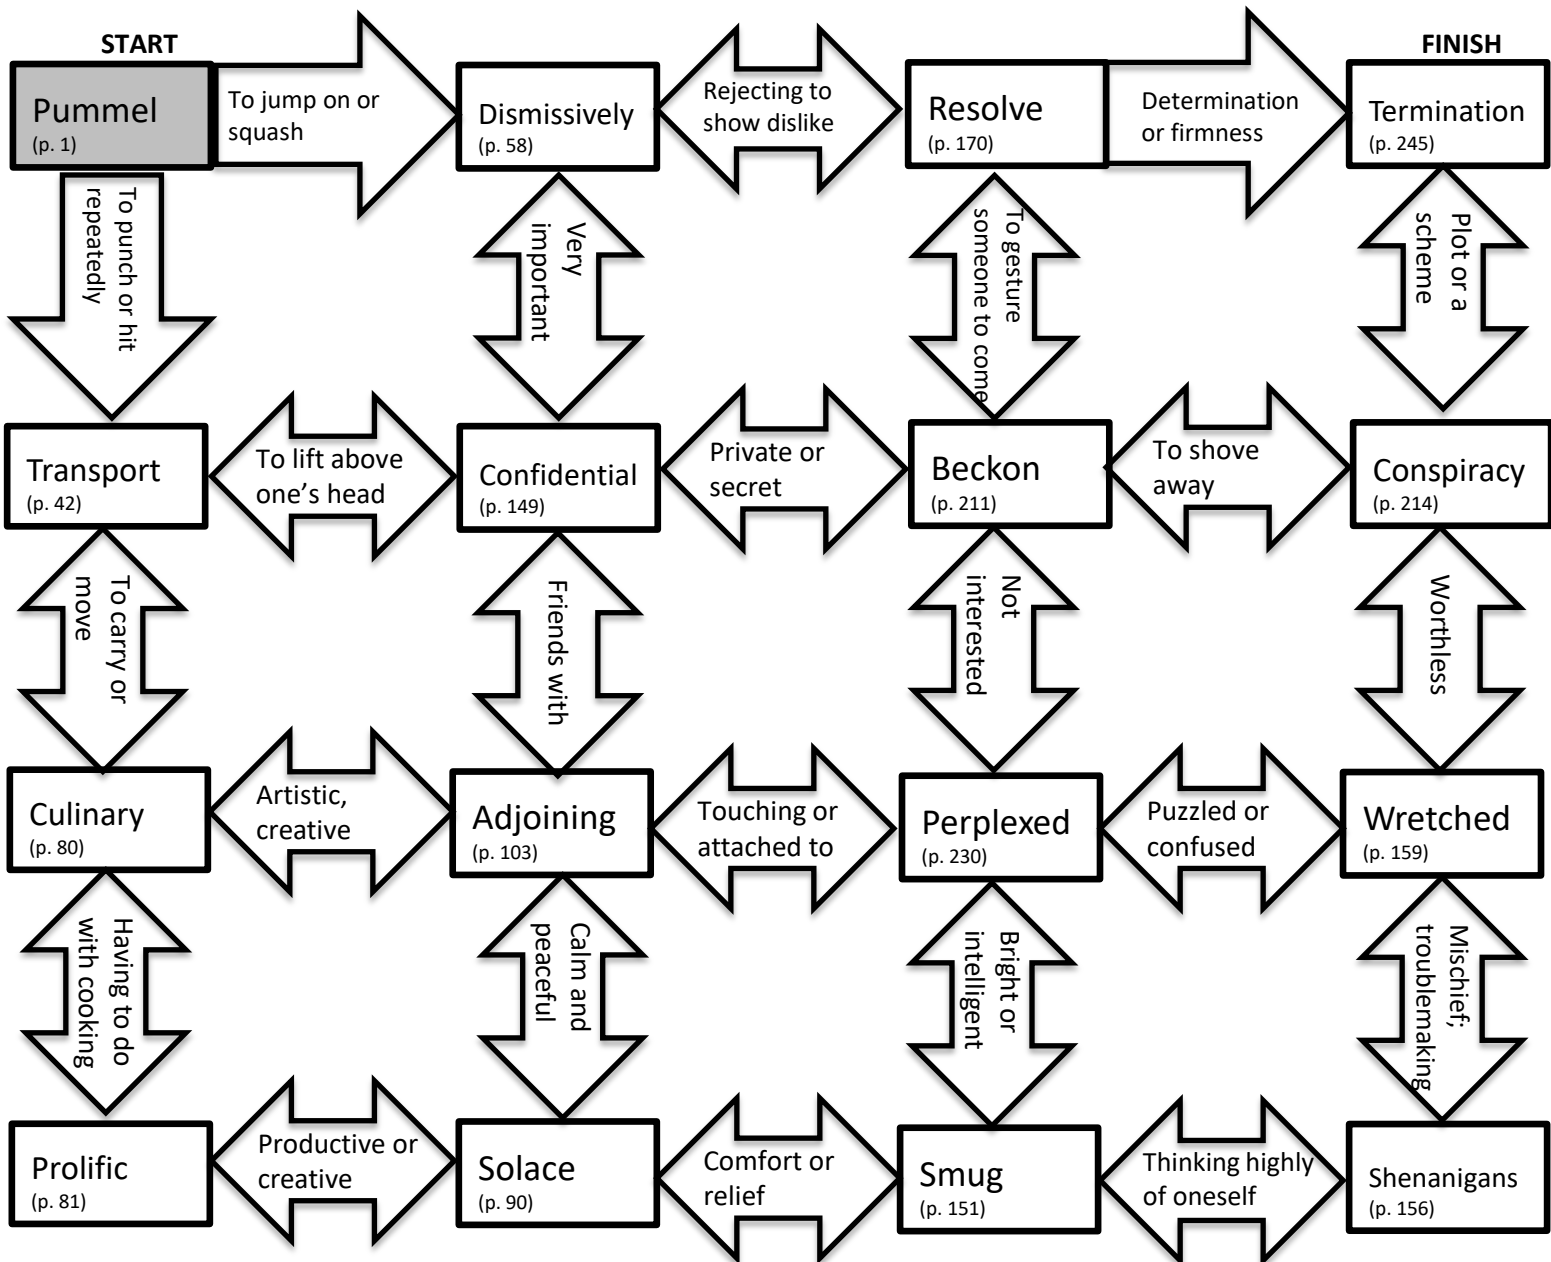 START
FINISH
Pummel
(p. 1)
To jump on or
squash
Dismissively
(p. 58)
Rejecting to
show dislike
Resolve
(p. 170)
Determination
or firmness
Termination
(p. 245)
To punch or hit
repeatedly
Very
important
To gesture
someone to come
Plot or a
scheme
Transport
(p. 42)
To lift above
one’s head
Confidential
(p. 149)
Private or
secret
Beckon
(p. 211)
To shove
away
Conspiracy
(p. 214)
To carry or
move
Friends with
Not
interested
Worthless
Culinary
(p. 80)
Artistic,
creative
Adjoining
(p. 103)
Touching or
attached to
Perplexed
(p. 230)
Puzzled or
confused
Wretched
(p. 159)
Having to do
with cooking
Calm and
peaceful
Bright or
intelligent
Mischief;
troublemaking
Prolific
(p. 81)
Productive or
creative
Solace
(p. 90)
Comfort or
relief
Smug
(p. 151)
Thinking highly
of oneself
Shenanigans
(p. 156)